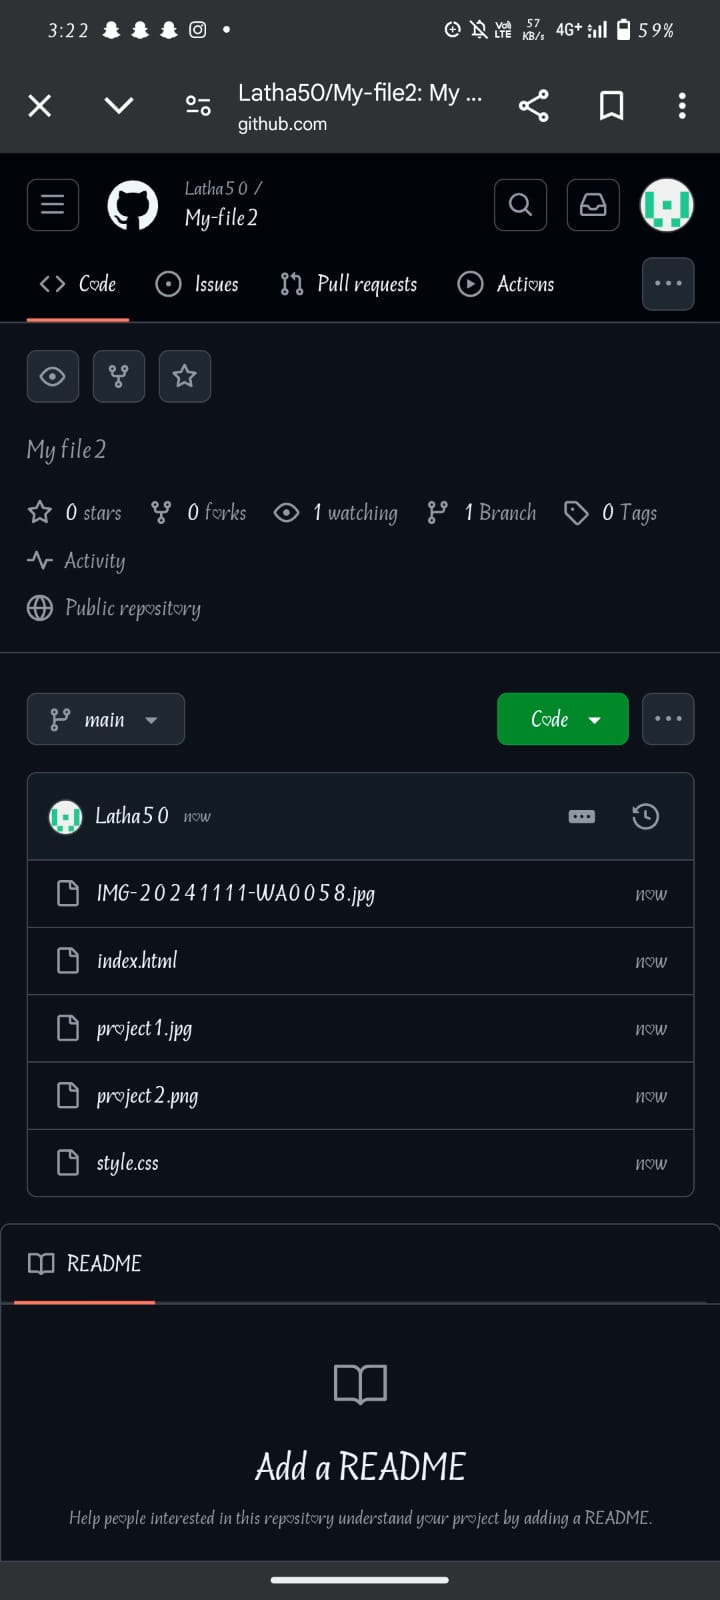 3:22 57 KB/s VoLTE 4G+ 59%
Latha50/My-file2: My ...
github.com
Latha50 /
My-file2
Code Issues Pull requests Actions
My file2
0 stars 0 forks 1 watching 1 Branch 0 Tags
Activity
Public repository
main Code
Latha50 now
IMG-20241111-WA0058.jpg now
index.html now
project1.jpg now
project2.png now
style.css now
README
Add a README
Help people interested in this repository understand your project by adding a README.